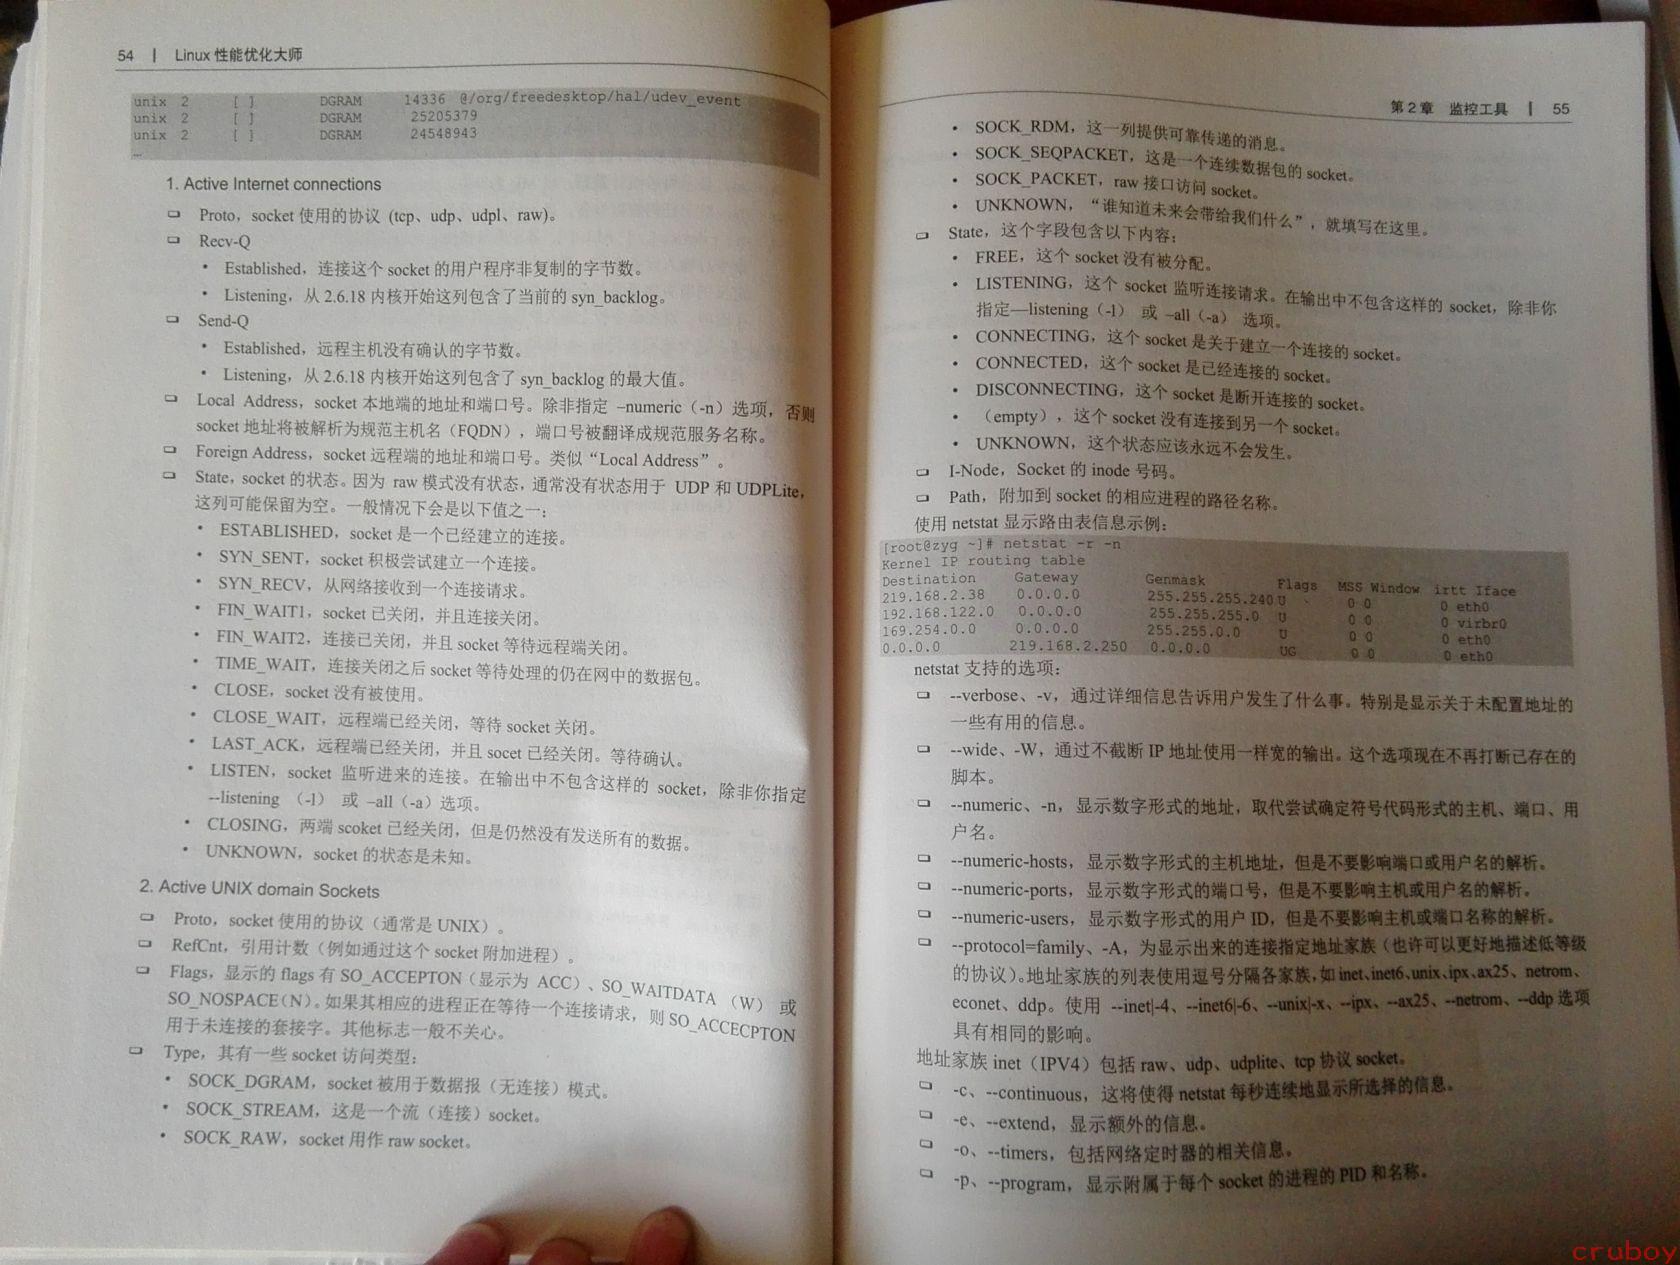 54 | Linux 性能优化大师
unix 2 [ ] DGRAM 14336 @/org/freedesktop/hal/udev_event
unix 2 [ ] DGRAM 25205379
unix 2 [ ] DGRAM 24548943
…
1. Active Internet connections
Proto，socket 使用的协议 (tcp、udp、udpl、raw)。
Recv-Q
• Established，连接这个 socket 的用户程序非复制的字节数。
• Listening，从 2.6.18 内核开始这列包含了当前的 syn_backlog。
Send-Q
• Established，远程主机没有确认的字节数。
• Listening，从 2.6.18 内核开始这列包含了 syn_backlog 的最大值。
Local Address，socket 本地端的地址和端口号。除非指定 –numeric（-n）选项，否则
socket 地址将被解析为规范主机名（FQDN），端口号被翻译成规范服务名称。
Foreign Address，socket 远程端的地址和端口号。类似“Local Address”。
State，socket 的状态。因为 raw 模式没有状态，通常没有状态用于 UDP 和 UDPLite，
这列可能保留为空。一般情况下会是以下值之一：
• ESTABLISHED，socket 是一个已经建立的连接。
• SYN_SENT，socket 积极尝试建立一个连接。
• SYN_RECV，从网络接收到一个连接请求。
• FIN_WAIT1，socket 已关闭，并且连接关闭。
• FIN_WAIT2，连接已关闭，并且 socket 等待远程端关闭。
• TIME_WAIT，连接关闭之后 socket 等待处理的仍在网中的数据包。
• CLOSE，socket 没有被使用。
• CLOSE_WAIT，远程端已经关闭，等待 socket 关闭。
• LAST_ACK，远程端已经关闭，并且 socet 已经关闭。等待确认。
• LISTEN，socket 监听进来的连接。在输出中不包含这样的 socket，除非你指定
--listening （-l） 或 –all（-a）选项。
• CLOSING，两端 scoket 已经关闭，但是仍然没有发送所有的数据。
• UNKNOWN，socket 的状态是未知。
2. Active UNIX domain Sockets
Proto，socket 使用的协议（通常是 UNIX）。
RefCnt，引用计数（例如通过这个 socket 附加进程）。
Flags，显示的 flags 有 SO_ACCEPTON（显示为 ACC）、SO_WAITDATA （W） 或
SO_NOSPACE（N）。如果其相应的进程正在等待一个连接请求，则 SO_ACCECPTON
用于未连接的套接字。其他标志一般不关心。
Type，其有一些 socket 访问类型：
• SOCK_DGRAM，socket 被用于数据报（无连接）模式。
• SOCK_STREAM，这是一个流（连接）socket。
• SOCK_RAW，socket 用作 raw socket。
第 2 章 监控工具 | 55
• SOCK_RDM，这一列提供可靠传递的消息。
• SOCK_SEQPACKET，这是一个连续数据包的 socket。
• SOCK_PACKET，raw 接口访问 socket。
• UNKNOWN，“谁知道未来会带给我们什么”，就填写在这里。
State，这个字段包含以下内容：
• FREE，这个 socket 没有被分配。
• LISTENING，这个 socket 监听连接请求。在输出中不包含这样的 socket，除非你
指定—listening（-l） 或 –all（-a） 选项。
• CONNECTING，这个 socket 是关于建立一个连接的 socket。
• CONNECTED，这个 socket 是已经连接的 socket。
• DISCONNECTING，这个 socket 是断开连接的 socket。
• （empty），这个 socket 没有连接到另一个 socket。
• UNKNOWN，这个状态应该永远不会发生。
I-Node，Socket 的 inode 号码。
Path，附加到 socket 的相应进程的路径名称。
使用 netstat 显示路由表信息示例：
[root@zyg ~]# netstat -r -n
Kernel IP routing table
Destination Gateway Genmask Flags MSS Window irtt Iface
219.168.2.38 0.0.0.0 255.255.255.240 U 0 0 0 eth0
192.168.122.0 0.0.0.0 255.255.255.0 U 0 0 0 virbr0
169.254.0.0 0.0.0.0 255.255.0.0 U 0 0 0 eth0
0.0.0.0 219.168.2.250 0.0.0.0 UG 0 0 0 eth0
netstat 支持的选项：
--verbose、-v，通过详细信息告诉用户发生了什么事。特别是显示关于未配置地址的
一些有用的信息。
--wide、-W，通过不截断 IP 地址使用一样宽的输出。这个选项现在不再打断已存在的
脚本。
--numeric、-n，显示数字形式的地址，取代尝试确定符号代码形式的主机、端口、用
户名。
--numeric-hosts，显示数字形式的主机地址，但是不要影响端口或用户名的解析。
--numeric-ports，显示数字形式的端口号，但是不要影响主机或用户名的解析。
--numeric-users，显示数字形式的用户 ID，但是不要影响主机或端口名称的解析。
--protocol=family、-A，为显示出来的连接指定地址家族（也许可以更好地描述低等级
的协议）。地址家族的列表使用逗号分隔各家族，如 inet、inet6、unix、ipx、ax25、netrom、
econet、ddp。使用 --inet|-4、--inet6|-6、--unix|-x、--ipx、--ax25、--netrom、--ddp 选项
具有相同的影响。
地址家族 inet（IPV4）包括 raw、udp、udplite、tcp 协议 socket。
-c、--continuous，这将使得 netstat 每秒连续地显示所选择的信息。
-e、--extend，显示额外的信息。
-o、--timers，包括网络定时器的相关信息。
-p、--program，显示附属于每个 socket 的进程的 PID 和名称。
cruboy